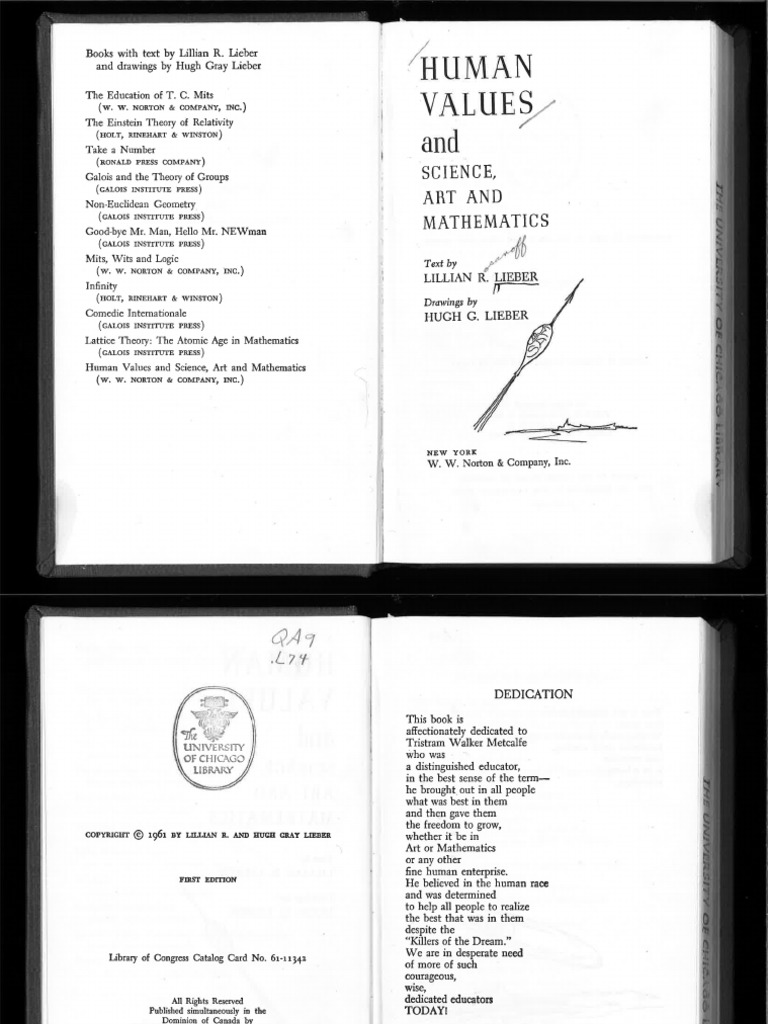 Books with text by Lillian R. Lieber
and drawings by Hugh Gray Lieber
The Education of T. C. Mits
(W. W. NORTON & COMPANY, INC.)
The Einstein Theory of Relativity
(HOLT, RINEHART & WINSTON)
Take a Number
(RONALD PRESS COMPANY)
Galois and the Theory of Groups
(GALOIS INSTITUTE PRESS)
Non-Euclidean Geometry
(GALOIS INSTITUTE PRESS)
Good-bye Mr. Man, Hello Mr. NEWman
(GALOIS INSTITUTE PRESS)
Mits, Wits and Logic
(W. W. NORTON & COMPANY, INC.)
Infinity
(HOLT, RINEHART & WINSTON)
Comedie Internationale
(GALOIS INSTITUTE PRESS)
Lattice Theory: The Atomic Age in Mathematics
(GALOIS INSTITUTE PRESS)
Human Values and Science, Art and Mathematics
(W. W. NORTON & COMPANY, INC.)
HUMAN
VALUES
and
SCIENCE,
ART AND
MATHEMATICS
Text by
LILLIAN R. LIEBER
Drawings by
HUGH G. LIEBER
NEW YORK
W. W. Norton & Company, Inc.
THE UNIVERSITY OF CHICAGO LIBRARY
QA9
.L74
The
UNIVERSITY
OF CHICAGO
LIBRARY
COPYRIGHT © 1961 BY LILLIAN R. AND HUGH GRAY LIEBER
FIRST EDITION
Library of Congress Catalog Card No. 61-11342
All Rights Reserved
Published simultaneously in the
Dominion of Canada by
DEDICATION
This book is
affectionately dedicated to
Tristram Walker Metcalfe
who was
a distinguished educator,
in the best sense of the term—
he brought out in all people
what was best in them
and then gave them
the freedom to grow,
whether it be in
Art or Mathematics
or any other
fine human enterprise.
He believed in the human race
and was determined
to help all people to realize
the best that was in them
despite the
“Killers of the Dream.”
We are in desperate need
of more of such
courageous,
wise,
dedicated educators
TODAY!
THE UNIVERSITY OF CHICAGO